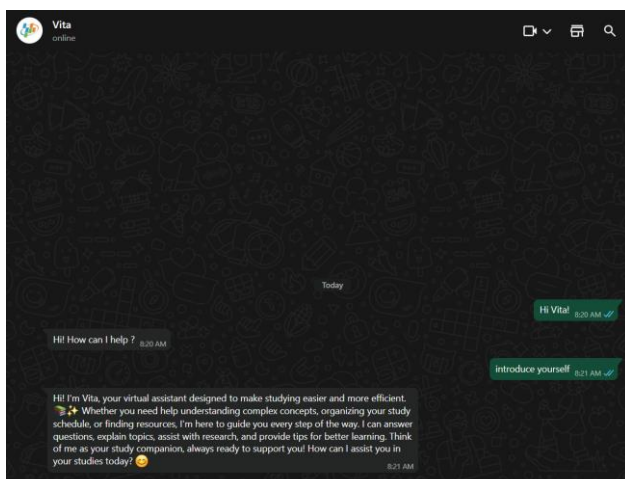 Vita
online
Today
Hi Vita! 8:20 AM
Hi! How can I help ? 8:20 AM
introduce yourself 8:21 AM
Hi! I'm Vita, your virtual assistant designed to make studying easier and more efficient.
📚✨ Whether you need help understanding complex concepts, organizing your study
schedule, or finding resources, I'm here to guide you every step of the way. I can answer
questions, explain topics, assist with research, and provide tips for better learning. Think
of me as your study companion, always ready to support you! How can I assist you in
your studies today? 😊 8:21 AM